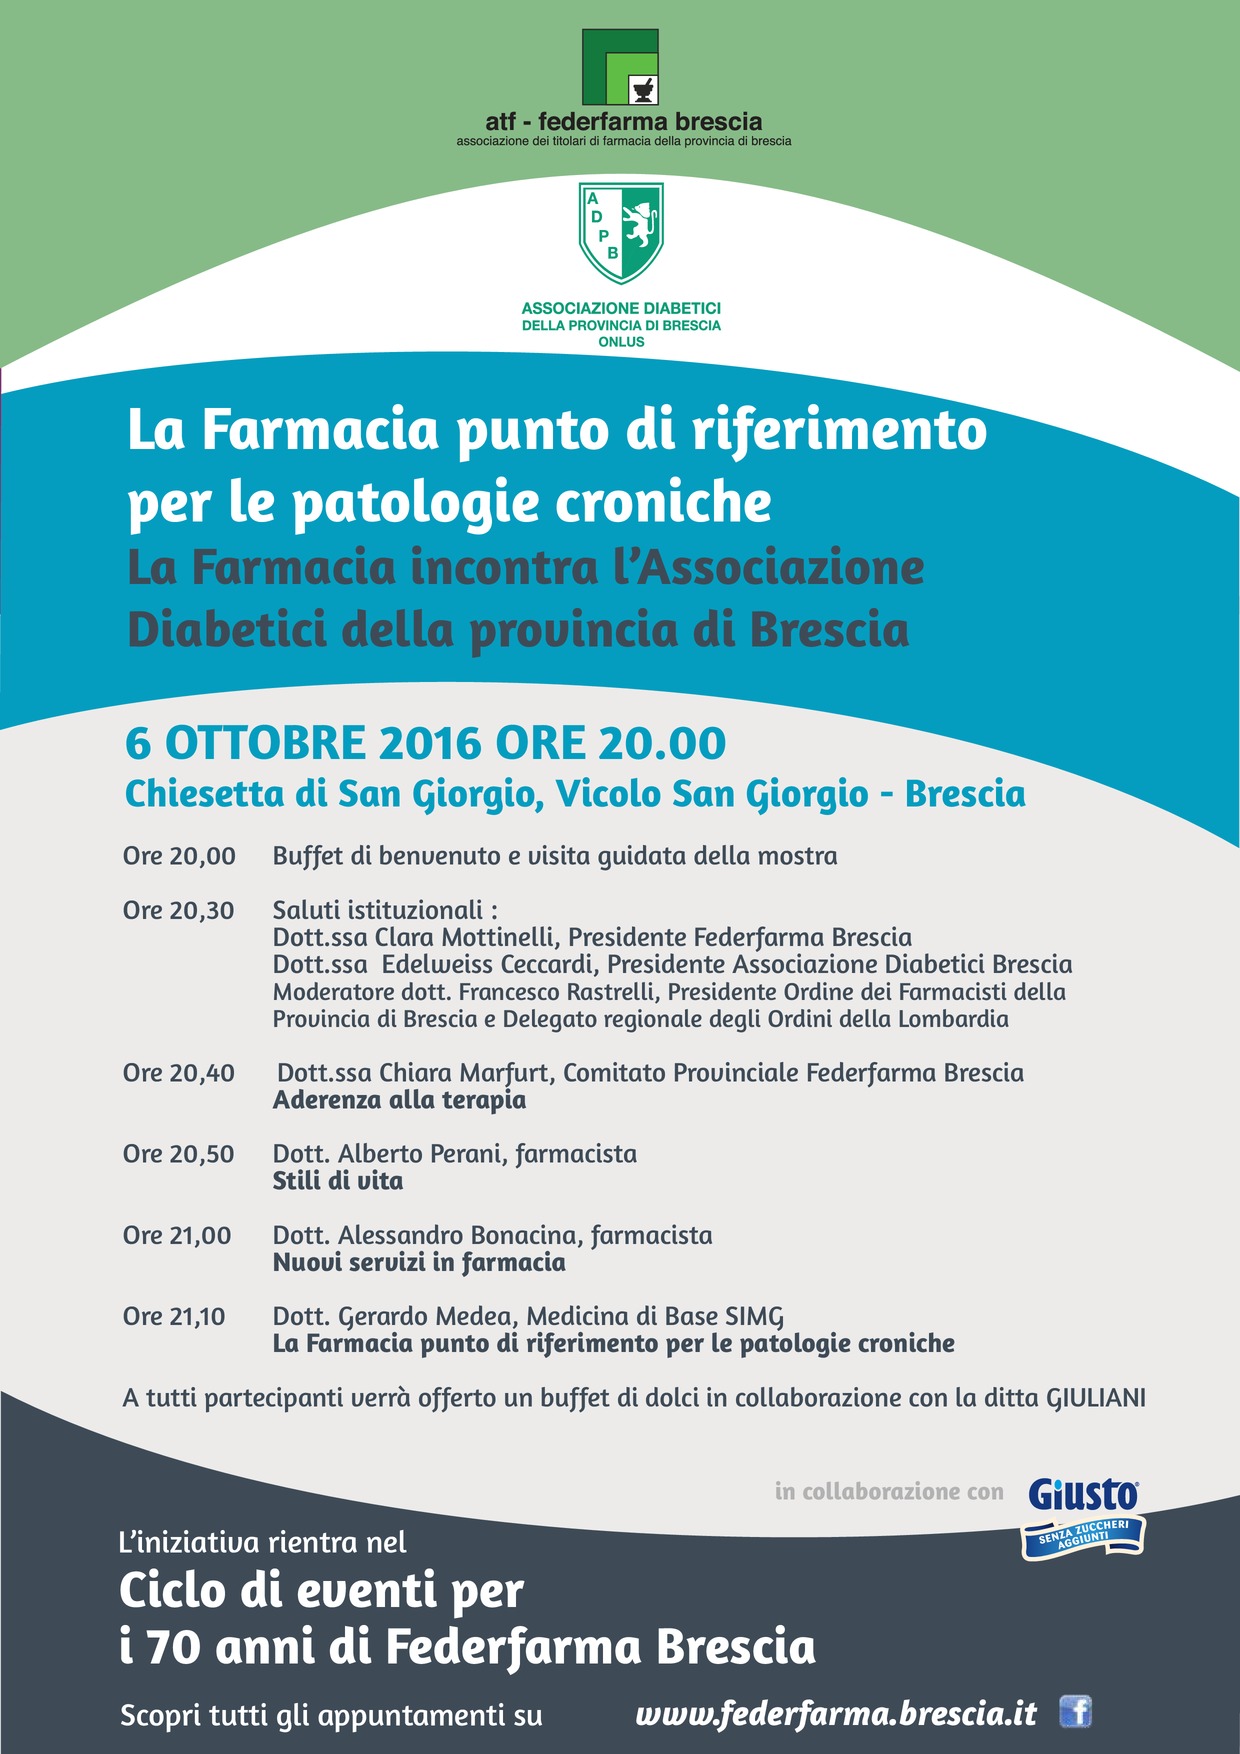 atf - federfarma brescia
associazione dei titolari di farmacia della provincia di brescia
A
D
P
B
ASSOCIAZIONE DIABETICI
DELLA PROVINCIA DI BRESCIA
ONLUS
La Farmacia punto di riferimento
per le patologie croniche
La Farmacia incontra l'Associazione
Diabetici della provincia di Brescia
6 OTTOBRE 2016 ORE 20.00
Chiesetta di San Giorgio, Vicolo San Giorgio - Brescia
Ore 20,00 Buffet di benvenuto e visita guidata della mostra
Ore 20,30 Saluti istituzionali :
Dott.ssa Clara Mottinelli, Presidente Federfarma Brescia
Dott.ssa Edelweiss Ceccardi, Presidente Associazione Diabetici Brescia
Moderatore dott. Francesco Rastrelli, Presidente Ordine dei Farmacisti della
Provincia di Brescia e Delegato regionale degli Ordini della Lombardia
Ore 20,40 Dott.ssa Chiara Marfurt, Comitato Provinciale Federfarma Brescia
Aderenza alla terapia
Ore 20,50 Dott. Alberto Perani, farmacista
Stili di vita
Ore 21,00 Dott. Alessandro Bonacina, farmacista
Nuovi servizi in farmacia
Ore 21,10 Dott. Gerardo Medea, Medicina di Base SIMG
La Farmacia punto di riferimento per le patologie croniche
A tutti partecipanti verrà offerto un buffet di dolci in collaborazione con la ditta GIULIANI
in collaborazione con Giusto®
SENZA ZUCCHERI
AGGIUNTI
L'iniziativa rientra nel
Ciclo di eventi per
i 70 anni di Federfarma Brescia
Scopri tutti gli appuntamenti su www.federfarma.brescia.it f